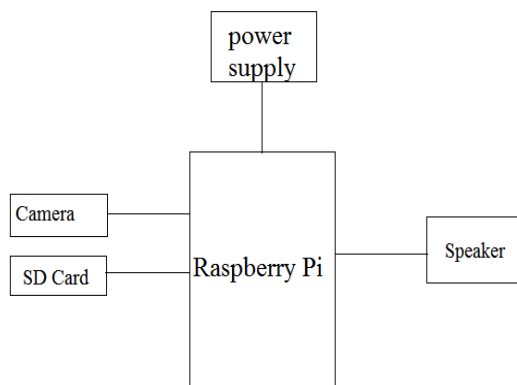 power
supply
Camera
SD Card
Raspberry Pi
Speaker